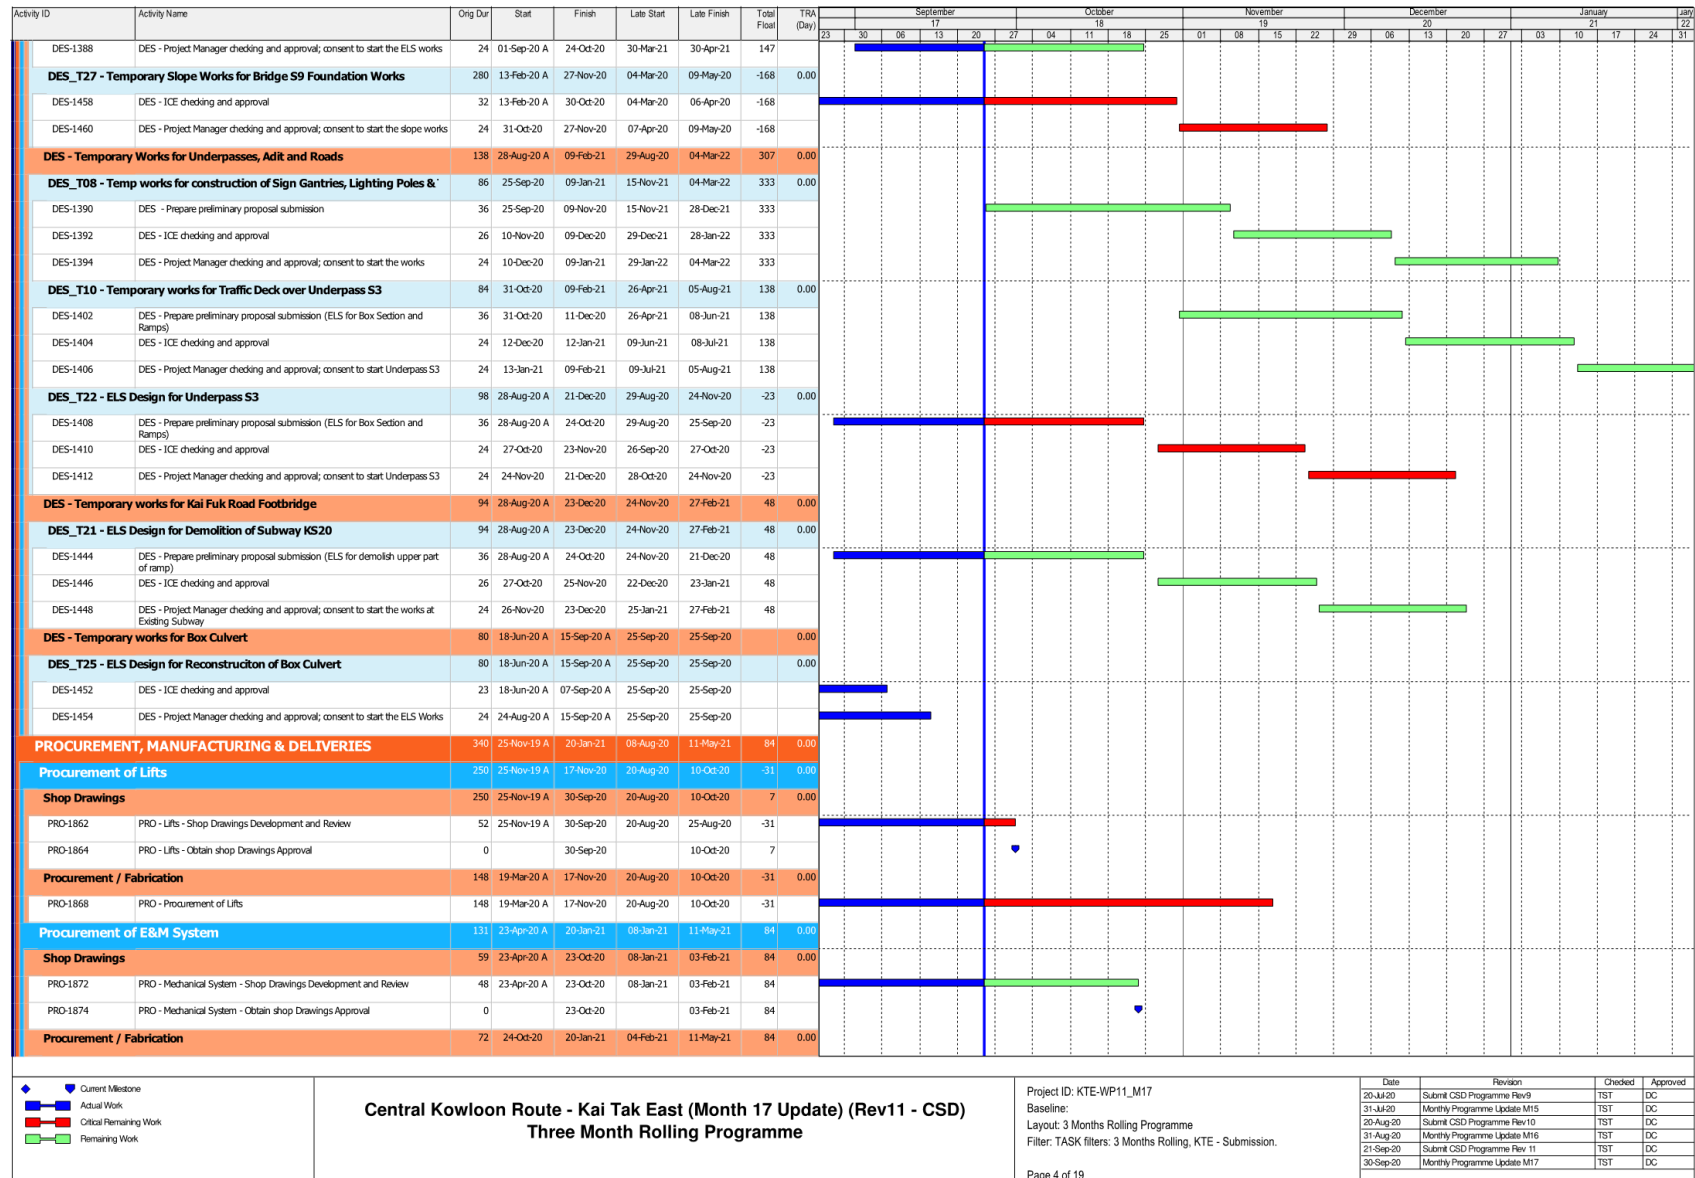 Activity ID Activity Name Orig Dur Start Finish Late Start Late Finish Total Float TRA (Day)
September October November December January uary
17 18 19 20 21 22
23 30 06 13 20 27 04 11 18 25 01 08 15 22 29 06 13 20 27 03 10 17 24 31
DES-1388 DES - Project Manager checking and approval; consent to start the ELS works 24 01-Sep-20 A 24-Oct-20 30-Mar-21 30-Apr-21 147
DES_T27 - Temporary Slope Works for Bridge S9 Foundation Works 280 13-Feb-20 A 27-Nov-20 04-Mar-20 09-May-20 -168 0.00
DES-1458 DES - ICE checking and approval 32 13-Feb-20 A 30-Oct-20 04-Mar-20 06-Apr-20 -168
DES-1460 DES - Project Manager checking and approval; consent to start the slope works 24 31-Oct-20 27-Nov-20 07-Apr-20 09-May-20 -168
DES - Temporary Works for Underpasses, Adit and Roads 138 28-Aug-20 A 09-Feb-21 29-Aug-20 04-Mar-22 307 0.00
DES_T08 - Temp works for construction of Sign Gantries, Lighting Poles & 86 25-Sep-20 09-Jan-21 15-Nov-21 04-Mar-22 333 0.00
DES-1390 DES - Prepare preliminary proposal submission 36 25-Sep-20 09-Nov-20 15-Nov-21 28-Dec-21 333
DES-1392 DES - ICE checking and approval 26 10-Nov-20 09-Dec-20 29-Dec-21 28-Jan-22 333
DES-1394 DES - Project Manager checking and approval; consent to start the works 24 10-Dec-20 09-Jan-21 29-Jan-22 04-Mar-22 333
DES_T10 - Temporary works for Traffic Deck over Underpass S3 84 31-Oct-20 09-Feb-21 26-Apr-21 05-Aug-21 138 0.00
DES-1402 DES - Prepare preliminary proposal submission (ELS for Box Section and Ramps) 36 31-Oct-20 11-Dec-20 26-Apr-21 08-Jun-21 138
DES-1404 DES - ICE checking and approval 24 12-Dec-20 12-Jan-21 09-Jun-21 08-Jul-21 138
DES-1406 DES - Project Manager checking and approval; consent to start Underpass S3 24 13-Jan-21 09-Feb-21 09-Jul-21 05-Aug-21 138
DES_T22 - ELS Design for Underpass S3 98 28-Aug-20 A 21-Dec-20 29-Aug-20 24-Nov-20 -23 0.00
DES-1408 DES - Prepare preliminary proposal submission (ELS for Box Section and Ramps) 36 28-Aug-20 A 24-Oct-20 29-Aug-20 25-Sep-20 -23
DES-1410 DES - ICE checking and approval 24 27-Oct-20 23-Nov-20 26-Sep-20 27-Oct-20 -23
DES-1412 DES - Project Manager checking and approval; consent to start Underpass S3 24 24-Nov-20 21-Dec-20 28-Oct-20 24-Nov-20 -23
DES - Temporary works for Kai Fuk Road Footbridge 94 28-Aug-20 A 23-Dec-20 24-Nov-20 27-Feb-21 48 0.00
DES_T21 - ELS Design for Demolition of Subway KS20 94 28-Aug-20 A 23-Dec-20 24-Nov-20 27-Feb-21 48 0.00
DES-1444 DES - Prepare preliminary proposal submission (ELS for demolish upper part of ramp) 36 28-Aug-20 A 24-Oct-20 24-Nov-20 21-Dec-20 48
DES-1446 DES - ICE checking and approval 26 27-Oct-20 25-Nov-20 22-Dec-20 23-Jan-21 48
DES-1448 DES - Project Manager checking and approval; consent to start the works at Existing Subway 24 26-Nov-20 23-Dec-20 25-Jan-21 27-Feb-21 48
DES - Temporary works for Box Culvert 80 18-Jun-20 A 15-Sep-20 A 25-Sep-20 25-Sep-20 0.00
DES_T25 - ELS Design for Reconstruciton of Box Culvert 80 18-Jun-20 A 15-Sep-20 A 25-Sep-20 25-Sep-20 0.00
DES-1452 DES - ICE checking and approval 23 18-Jun-20 A 07-Sep-20 A 25-Sep-20 25-Sep-20
DES-1454 DES - Project Manager checking and approval; consent to start the ELS Works 24 24-Aug-20 A 15-Sep-20 A 25-Sep-20 25-Sep-20
PROCUREMENT, MANUFACTURING & DELIVERIES 340 25-Nov-19 A 20-Jan-21 08-Aug-20 11-May-21 84 0.00
Procurement of Lifts 250 25-Nov-19 A 17-Nov-20 20-Aug-20 10-Oct-20 -31 0.00
Shop Drawings 250 25-Nov-19 A 30-Sep-20 20-Aug-20 10-Oct-20 7 0.00
PRO-1862 PRO - Lifts - Shop Drawings Development and Review 52 25-Nov-19 A 30-Sep-20 20-Aug-20 25-Aug-20 -31
PRO-1864 PRO - Lifts - Obtain shop Drawings Approval 0 30-Sep-20 10-Oct-20 7
Procurement / Fabrication 148 19-Mar-20 A 17-Nov-20 20-Aug-20 10-Oct-20 -31 0.00
PRO-1868 PRO - Procurement of Lifts 148 19-Mar-20 A 17-Nov-20 20-Aug-20 10-Oct-20 -31
Procurement of E&M System 131 23-Apr-20 A 20-Jan-21 08-Jan-21 11-May-21 84 0.00
Shop Drawings 59 23-Apr-20 A 23-Oct-20 08-Jan-21 03-Feb-21 84 0.00
PRO-1872 PRO - Mechanical System - Shop Drawings Development and Review 48 23-Apr-20 A 23-Oct-20 08-Jan-21 03-Feb-21 84
PRO-1874 PRO - Mechanical System - Obtain shop Drawings Approval 0 23-Oct-20 03-Feb-21 84
Procurement / Fabrication 72 24-Oct-20 20-Jan-21 04-Feb-21 11-May-21 84 0.00
Current Milestone
Actual Work
Critical Remaining Work
Remaining Work
Central Kowloon Route - Kai Tak East (Month 17 Update) (Rev11 - CSD)
Three Month Rolling Programme
Project ID: KTE-WP11_M17
Baseline:
Layout: 3 Months Rolling Programme
Filter: TASK filters: 3 Months Rolling, KTE - Submission.
Page 4 of 19
Date Revision Checked Approved
20-Jul-20 Submit CSD Programme Rev9 TST DC
31-Jul-20 Monthly Programme Update M15 TST DC
20-Aug-20 Submit CSD Programme Rev10 TST DC
31-Aug-20 Monthly Programme Update M16 TST DC
21-Sep-20 Submit CSD Programme Rev 11 TST DC
30-Sep-20 Monthly Programme Update M17 TST DC